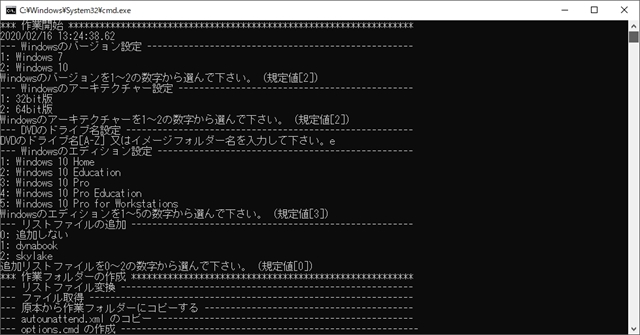 C:¥Windows¥System32¥cmd.exe
*** 作業開始 ******************************************************************
2020/02/16 13:24:38.62
--- Windowsのバージョン設定 ---------------------------------------------------
1: Windows 7
2: Windows 10
Windowsのバージョンを1～2の数字から選んで下さい。 (規定値[2])
--- Windowsのアーキテクチャー設定 ---------------------------------------------
1: 32bit版
2: 64bit版
Windowsのアーキテクチャーを1～2の数字から選んで下さい。 (規定値[2])
--- DVDのドライブ名設定 -------------------------------------------------------
DVDのドライブ名[A-Z] 又はイメージフォルダー名を入力して下さい。e
--- Windowsのエディション設定 -------------------------------------------------
1: Windows 10 Home
2: Windows 10 Education
3: Windows 10 Pro
4: Windows 10 Pro Education
5: Windows 10 Pro for Workstations
Windowsのエディションを1～5の数字から選んで下さい。 (規定値[3])
--- リストファイルの追加 ------------------------------------------------------
0: 追加しない
1: dynabook
2: skylake
追加リストファイルを0～2の数字から選んで下さい。 (規定値[0])
*** 作業フォルダーの作成 ******************************************************
--- リストファイル変換 --------------------------------------------------------
--- ファイル取得 --------------------------------------------------------------
--- 原本から作業フォルダーにコピーする ----------------------------------------
--- autounattend.xml のコピー -------------------------------------------------
--- options.cmd の作成 --------------------------------------------------------